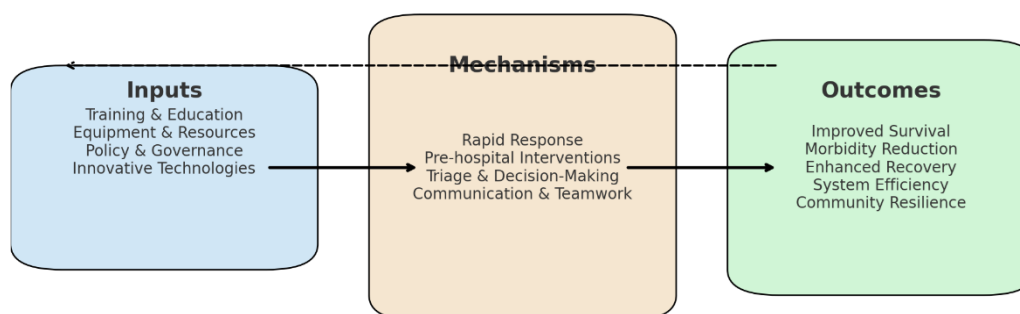 Inputs
Training & Education
Equipment & Resources
Policy & Governance
Innovative Technologies
Mechanisms
Rapid Response
Pre-hospital Interventions
Triage & Decision-Making
Communication & Teamwork
Outcomes
Improved Survival
Morbidity Reduction
Enhanced Recovery
System Efficiency
Community Resilience